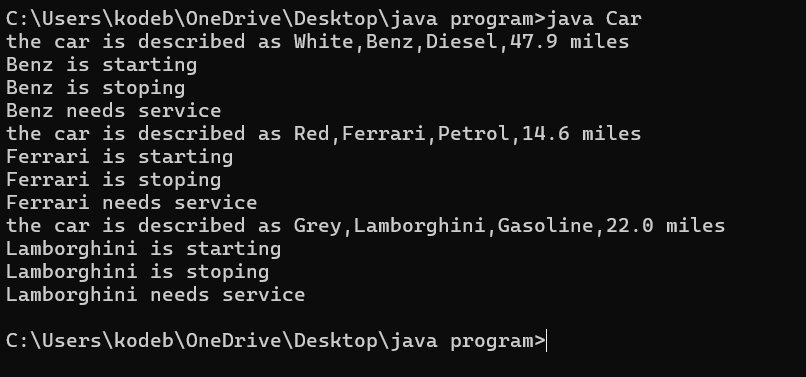 C:\Users\kodeb\OneDrive\Desktop\java program>java Car
the car is described as White,Benz,Diesel,47.9 miles
Benz is starting
Benz is stoping
Benz needs service
the car is described as Red,Ferrari,Petrol,14.6 miles
Ferrari is starting
Ferrari is stoping
Ferrari needs service
the car is described as Grey,Lamborghini,Gasoline,22.0 miles
Lamborghini is starting
Lamborghini is stoping
Lamborghini needs service
C:\Users\kodeb\OneDrive\Desktop\java program>